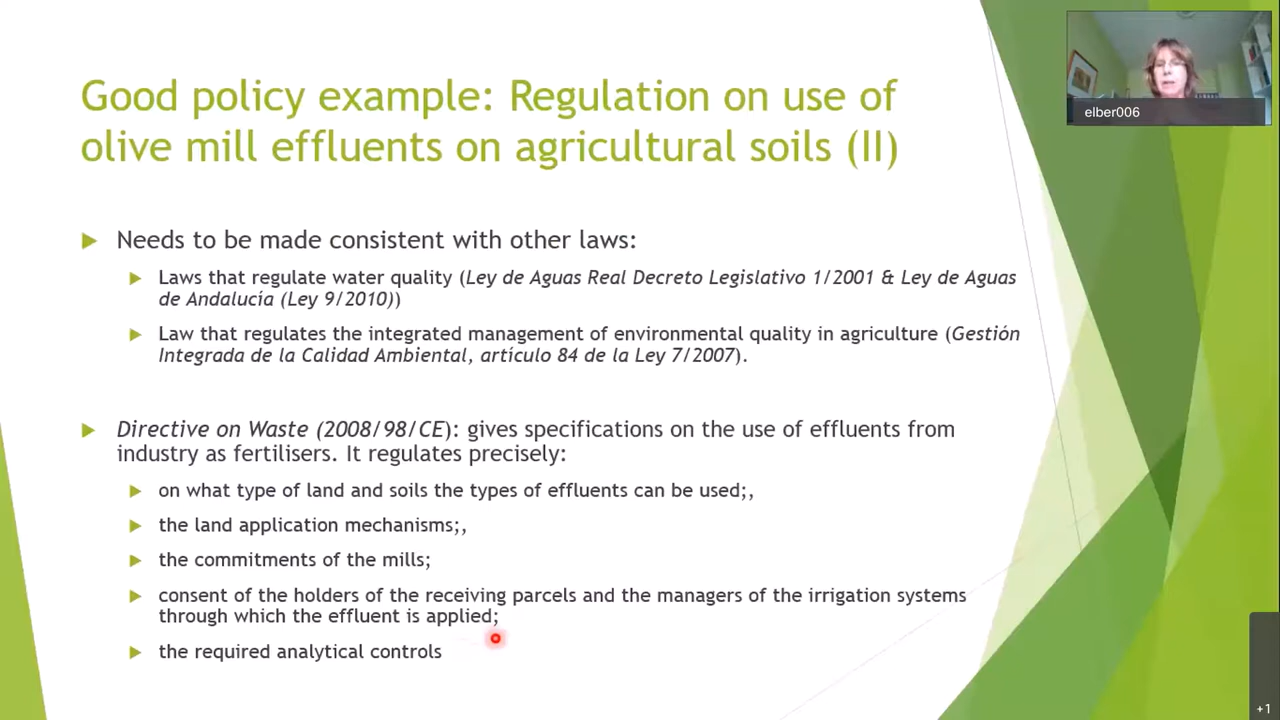 Good policy example: Regulation on use of
olive mill effluents on agricultural soils (II)
elber006
Needs to be made consistent with other laws:
Laws that regulate water quality (Ley de Aguas Real Decreto Legislativo 1/2001 & Ley de Aguas
de Andalucía (Ley 9/2010))
Law that regulates the integrated management of environmental quality in agriculture (Gestión
Integrada de la Calidad Ambiental, artículo 84 de la Ley 7/2007).
Directive on Waste (2008/98/CE): gives specifications on the use of effluents from
industry as fertilisers. It regulates precisely:
on what type of land and soils the types of effluents can be used;,
the land application mechanisms;,
the commitments of the mills;
consent of the holders of the receiving parcels and the managers of the irrigation systems
through which the effluent is applied;
the required analytical controls
+1